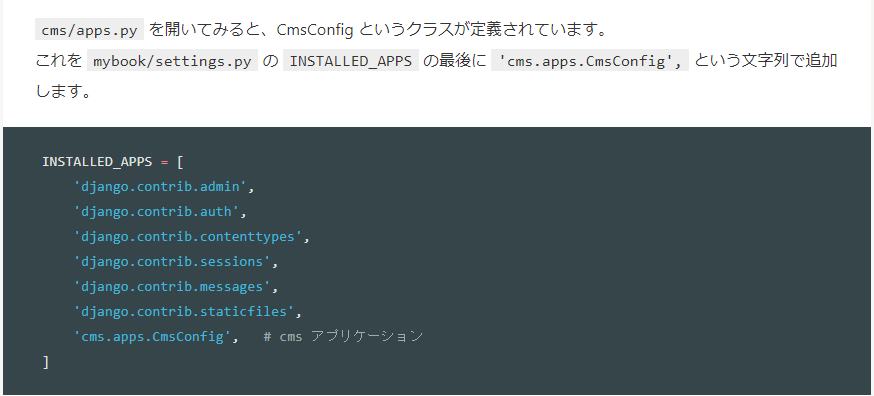 cms/apps.py を開いてみると、CmsConfig というクラスが定義されています。
これを mybook/settings.py の INSTALLED_APPS の最後に 'cms.apps.CmsConfig', という文字列で追加
します。
INSTALLED_APPS = [
    'django.contrib.admin',
    'django.contrib.auth',
    'django.contrib.contenttypes',
    'django.contrib.sessions',
    'django.contrib.messages',
    'django.contrib.staticfiles',
    'cms.apps.CmsConfig',   # cms アプリケーション
]